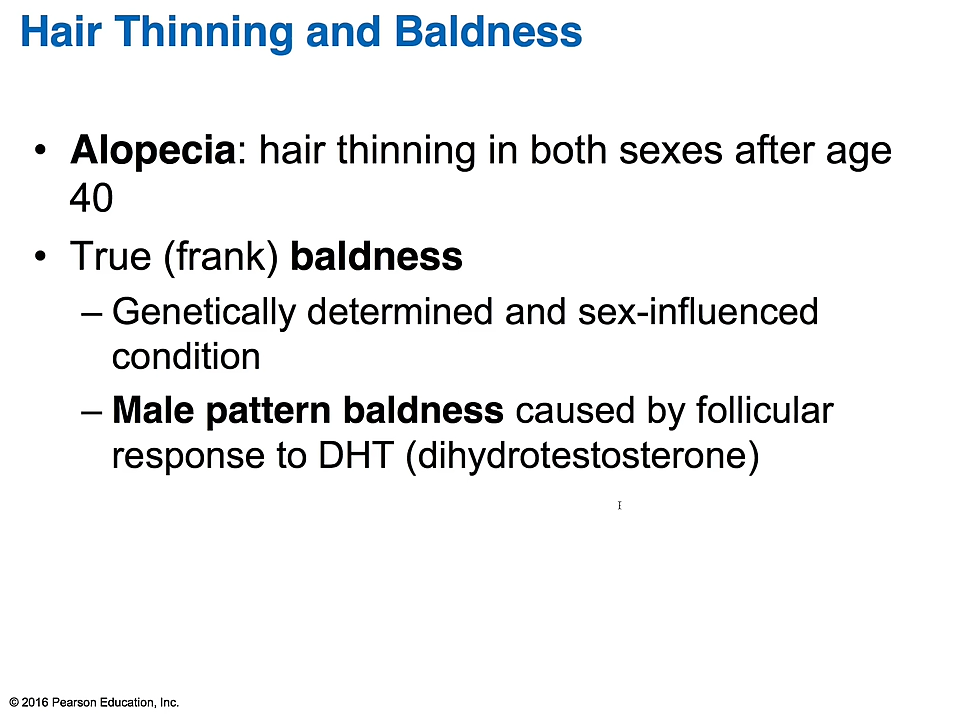 Hair Thinning and Baldness
• Alopecia: hair thinning in both sexes after age
40
• True (frank) baldness
– Genetically determined and sex-influenced
condition
– Male pattern baldness caused by follicular
response to DHT (dihydrotestosterone)
© 2016 Pearson Education, Inc.